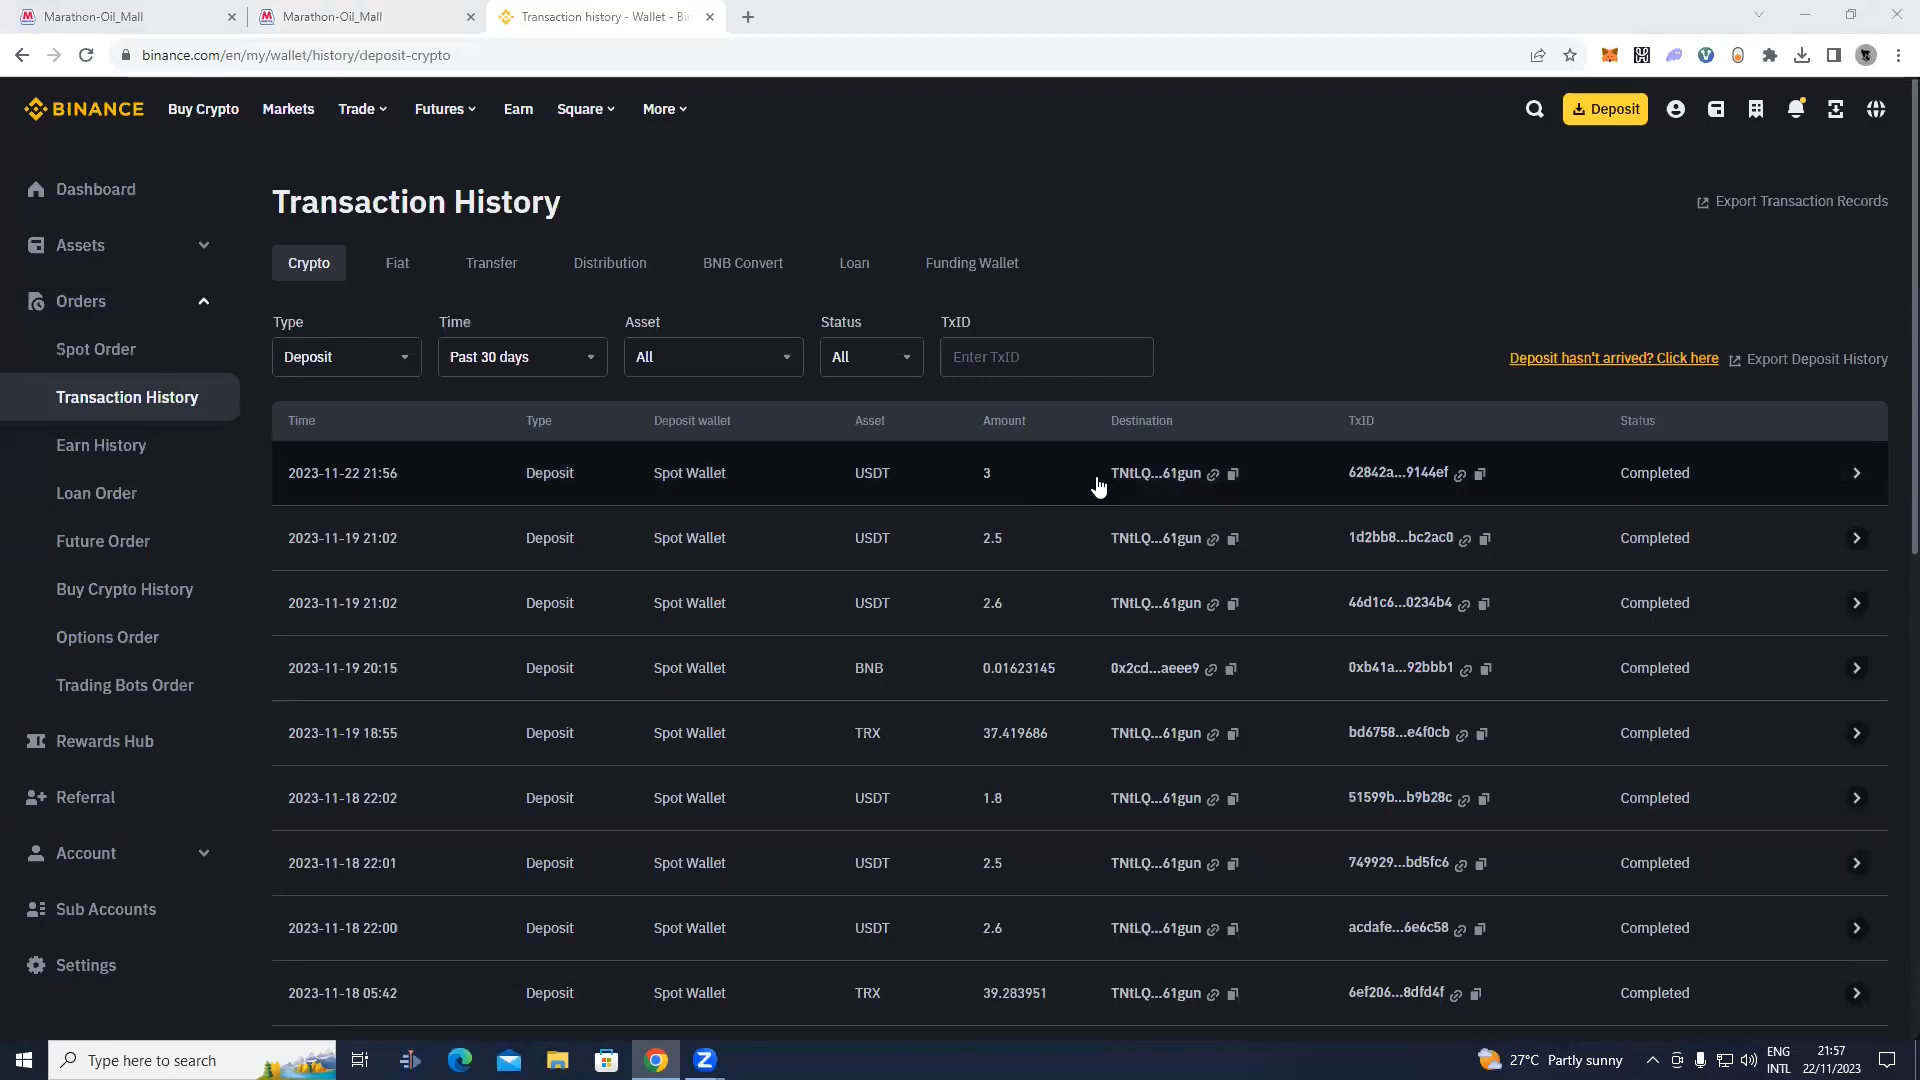 Marathon-Oil_Mall
Marathon-Oil_Mall
Transaction history - Wallet - Bin
binance.com/en/my/wallet/history/deposit-crypto
BINANCE Buy Crypto Markets Trade Futures Earn Square More Deposit
Dashboard
Assets
Orders
Spot Order
Transaction History
Earn History
Loan Order
Future Order
Buy Crypto History
Options Order
Trading Bots Order
Rewards Hub
Referral
Account
Sub Accounts
Settings
Transaction History
Export Transaction Records
Crypto Fiat Transfer Distribution BNB Convert Loan Funding Wallet
Type Time Asset Status TxID
Deposit Past 30 days All All Enter TxID
Deposit hasn't arrived? Click here Export Deposit History
Time Type Deposit wallet Asset Amount Destination TxID Status
2023-11-22 21:56 Deposit Spot Wallet USDT 3 TNtLQ...61gun 62842a...9144ef Completed
2023-11-19 21:02 Deposit Spot Wallet USDT 2.5 TNtLQ...61gun 1d2bb8...bc2ac0 Completed
2023-11-19 21:02 Deposit Spot Wallet USDT 2.6 TNtLQ...61gun 46d1c6...0234b4 Completed
2023-11-19 20:15 Deposit Spot Wallet BNB 0.01623145 0x2cd...aeee9 0xb41a...92bbb1 Completed
2023-11-19 18:55 Deposit Spot Wallet TRX 37.419686 TNtLQ...61gun bd6758...e4f0cb Completed
2023-11-18 22:02 Deposit Spot Wallet USDT 1.8 TNtLQ...61gun 51599b...b9b28c Completed
2023-11-18 22:01 Deposit Spot Wallet USDT 2.5 TNtLQ...61gun 749929...bd5fc6 Completed
2023-11-18 22:00 Deposit Spot Wallet USDT 2.6 TNtLQ...61gun acdafe...6e6c58 Completed
2023-11-18 05:42 Deposit Spot Wallet TRX 39.283951 TNtLQ...61gun 6ef206...8dfd4f Completed
Type here to search
27°C Partly sunny
ENG
INTL
21:57
22/11/2023